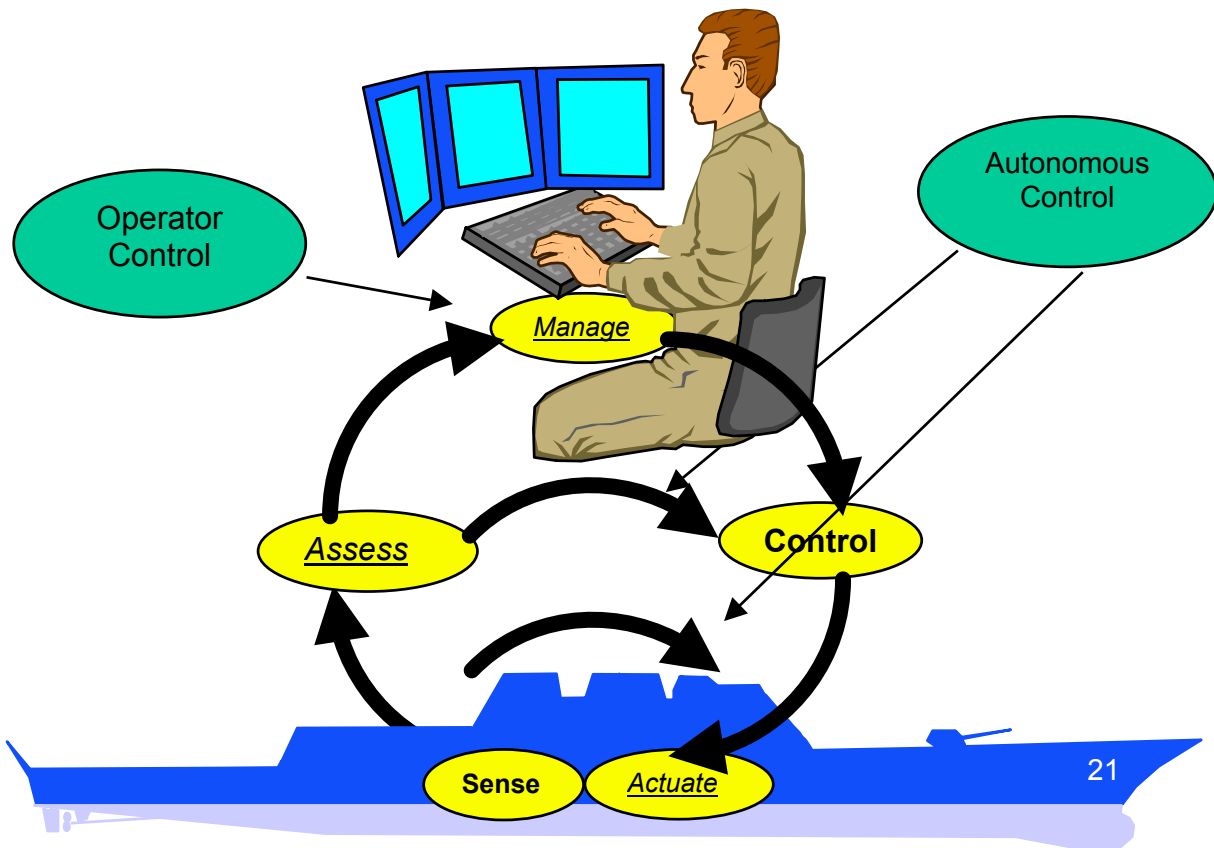 Operator
Control
Autonomous
Control
Manage
Assess
Control
Sense
Actuate
21